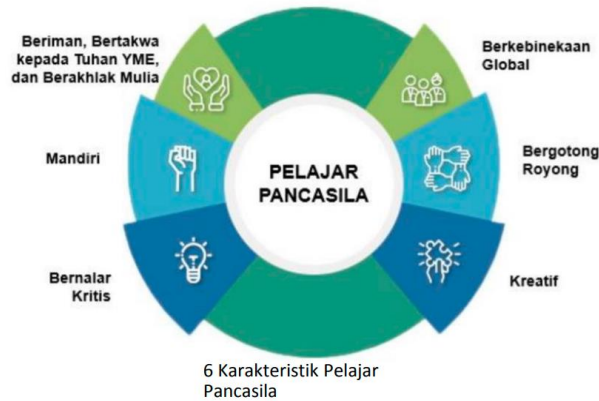 Beriman, Bertakwa
kepada Tuhan YME,
dan Berakhlak Mulia
Berkebinekaan
Global
Mandiri
Bergotong
Royong
PELAJAR
PANCASILA
Bernalar
Kritis
Kreatif
6 Karakteristik Pelajar
Pancasila